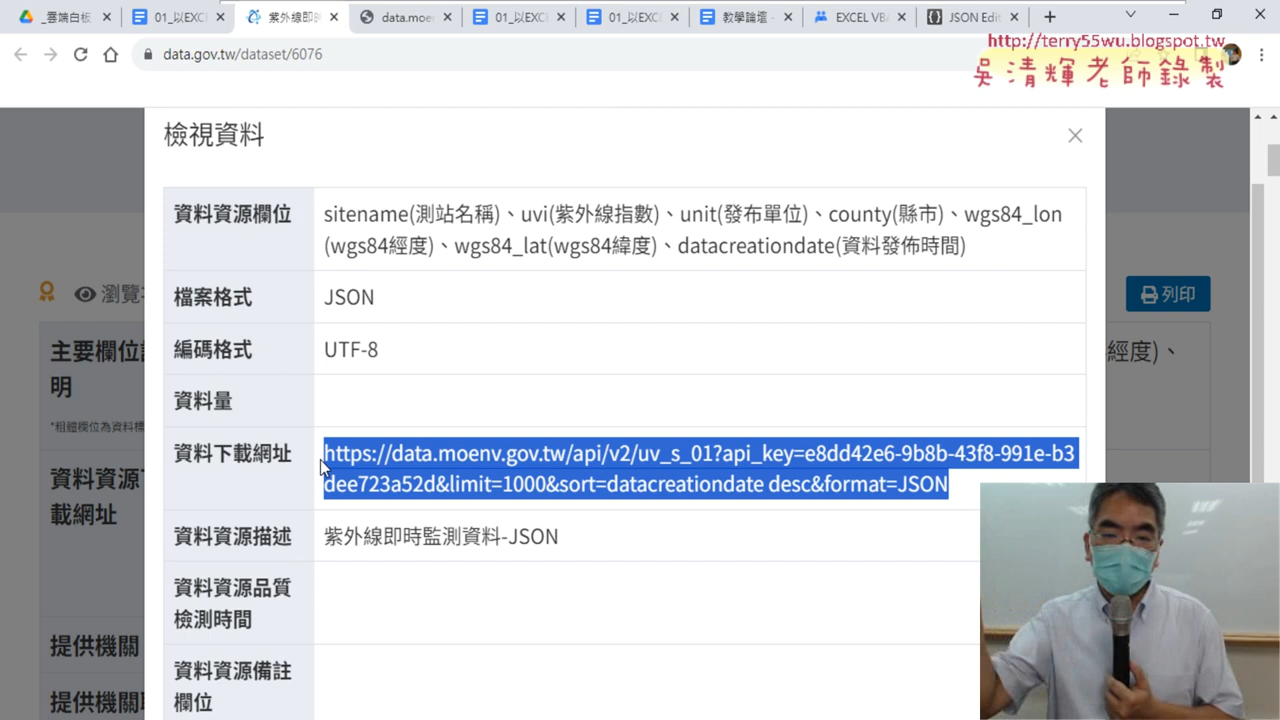 _雲端白板
01_以EXC
紫外線即時
data.moe
01_以EXC
01_以EXC
教學論壇 -
EXCEL VBA
JSON Edit
data.gov.tw/dataset/6076
http://terry55wu.blogspot.tw
吳清輝老師錄製
檢視資料
資料資源欄位
sitename(測站名稱)、uvi(紫外線指數)、unit(發布單位)、county(縣市)、wgs84_lon
(wgs84經度)、wgs84_lat(wgs84緯度)、datacreationdate(資料發佈時間)
檔案格式
JSON
編碼格式
UTF-8
資料量
資料下載網址
https://data.moenv.gov.tw/api/v2/uv_s_01?api_key=e8dd42e6-9b8b-43f8-991e-b3
dee723a52d&limit=1000&sort=datacreationdate desc&format=JSON
資料資源描述
紫外線即時監測資料-JSON
資料資源品質
檢測時間
資料資源備註
欄位
瀏覽
列印
主要欄位
明
經度)、
資料資源
載網址
提供機關
提供機關